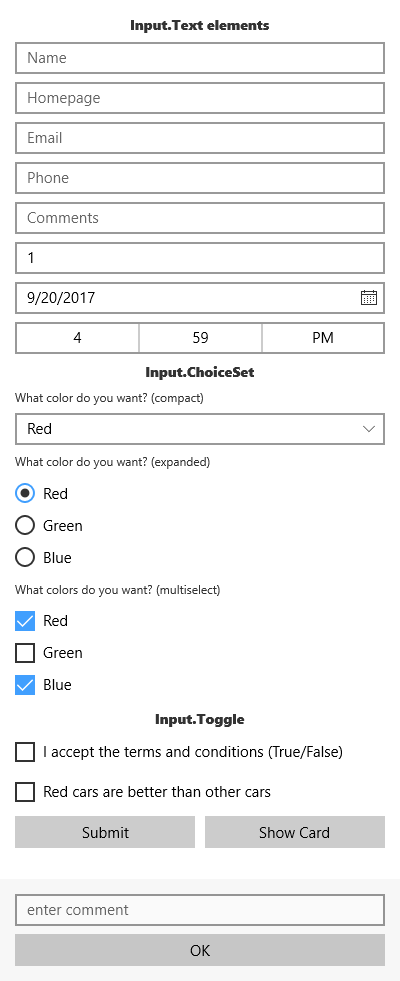 Input.Text elements
Name
Homepage
Email
Phone
Comments
1
9/20/2017
4 59 PM
Input.ChoiceSet
What color do you want? (compact)
Red
What color do you want? (expanded)
Red
Green
Blue
What colors do you want? (multiselect)
Red
Green
Blue
Input.Toggle
I accept the terms and conditions (True/False)
Red cars are better than other cars
Submit Show Card
enter comment
OK